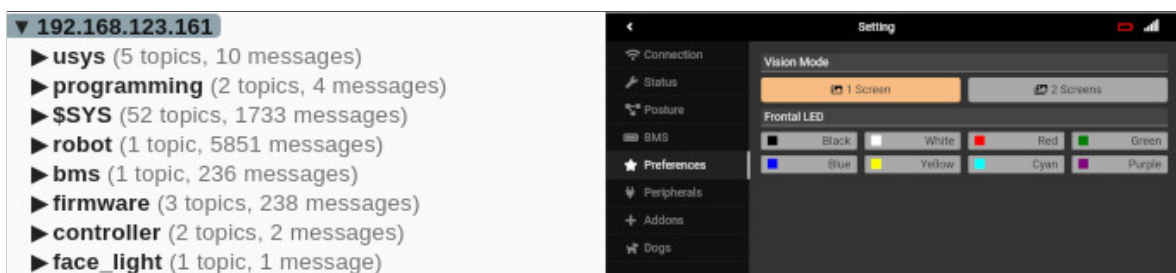 192.168.123.161
usys (5 topics, 10 messages)
programming (2 topics, 4 messages)
$SYS (52 topics, 1733 messages)
robot (1 topic, 5851 messages)
bms (1 topic, 236 messages)
firmware (3 topics, 238 messages)
controller (2 topics, 2 messages)
face_light (1 topic, 1 message)
Setting
Connection
Status
Posture
BMS
Preferences
Peripherals
Addons
Dogs
Vision Mode
1 Screen 2 Screens
Frontal LED
Black White Red Green
Blue Yellow Cyan Purple